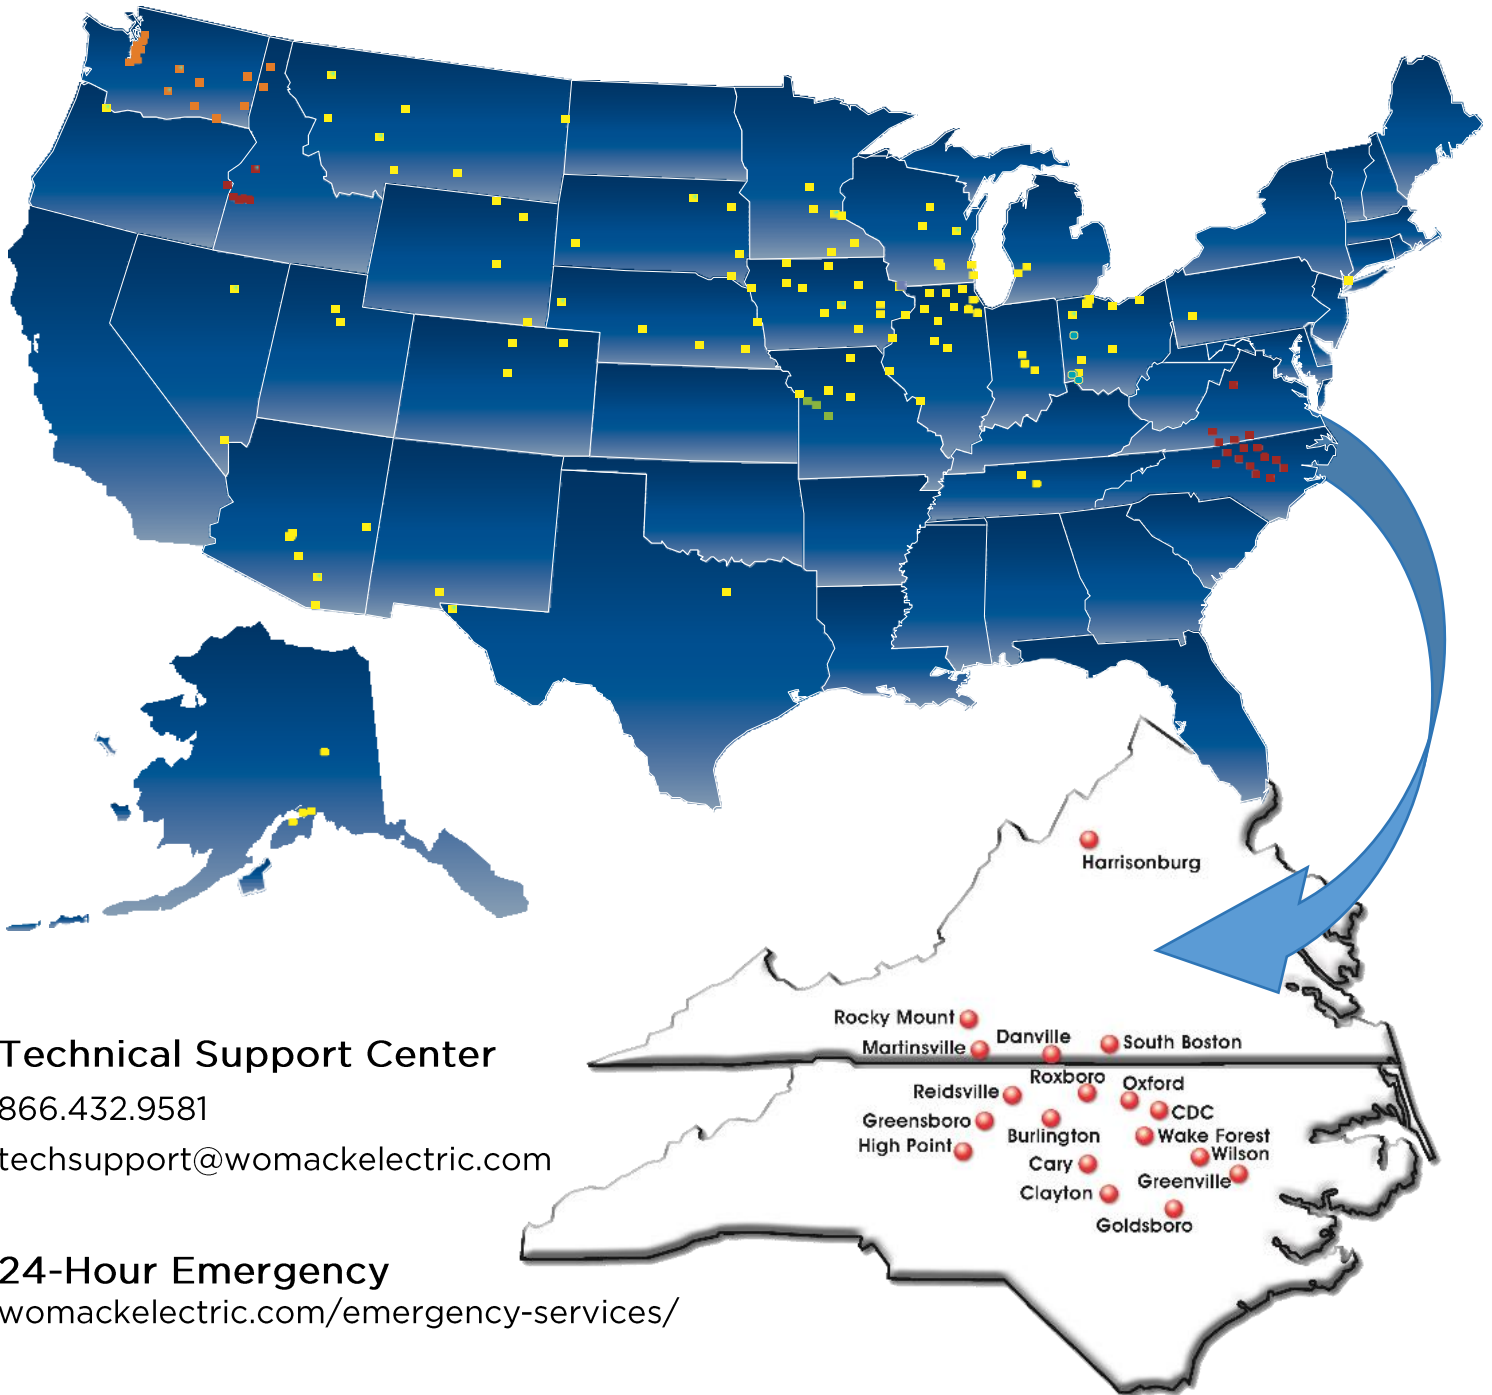 Harrisonburg
Rocky Mount
Danville
South Boston
Martinsville
Roxboro
Oxford
Reidsville
CDC
Greensboro
Burlington
Wake Forest
High Point
Wilson
Cary
Greenville
Clayton
Goldsboro
Technical Support Center
866.432.9581
techsupport@womackelectric.com
24-Hour Emergency
womackelectric.com/emergency-services/